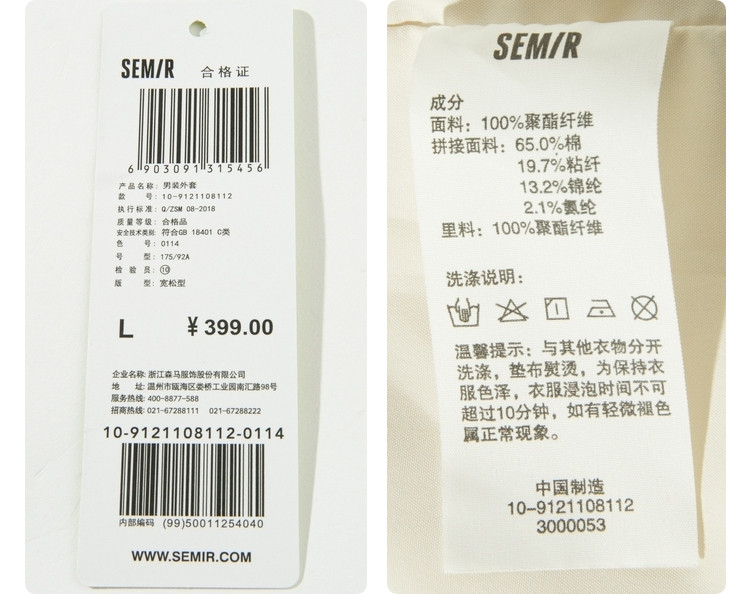 SEMIR 合格证
6 903091 315456
产品名称: 男装外套
款 号: 10-9121108112
执行标准: Q/ZSM 08-2018
质量等级: 合格品
安全技术类别: 符合GB 18401 C类
色 号: 0114
号 型: 175/92A
检 验 员: ⑩
版 型: 宽松型
L ¥ 399.00
企业名称: 浙江森马服饰股份有限公司
地 址: 温州市瓯海区娄桥工业园南汇路98号
服务热线: 400-8877-588
招商热线: 021-67288111 021-67288222
10-9121108112-0114
内部编码 (99)50011254040
WWW.SEMIR.COM
SEMIR
成分
面料: 100%聚酯纤维
拼接面料: 65.0%棉
19.7%粘纤
13.2%锦纶
2.1%氨纶
里料: 100%聚酯纤维
洗涤说明:
温馨提示: 与其他衣物分开
洗涤, 垫布熨烫, 为保持衣
服色泽, 衣服浸泡时间不可
超过10分钟, 如有轻微褪色
属正常现象。
中国制造
10-9121108112
3000053